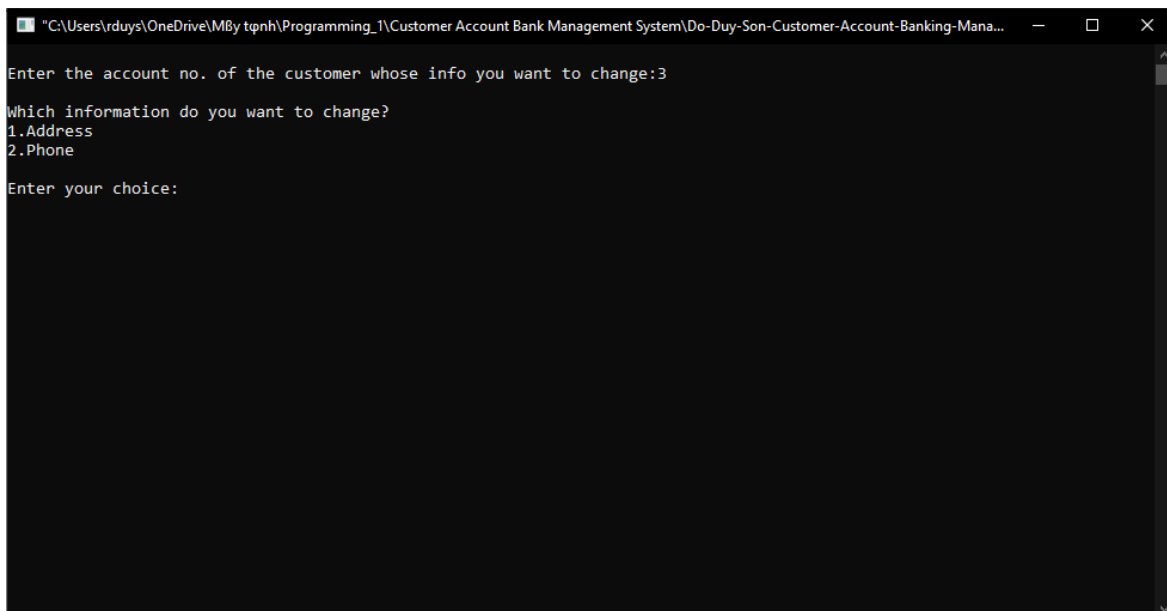 "C:\Users\rduys\OneDrive\Mßy tφnh\Programming_1\Customer Account Bank Management System\Do-Duy-Son-Customer-Account-Banking-Mana...
Enter the account no. of the customer whose info you want to change:3
Which information do you want to change?
1.Address
2.Phone
Enter your choice: